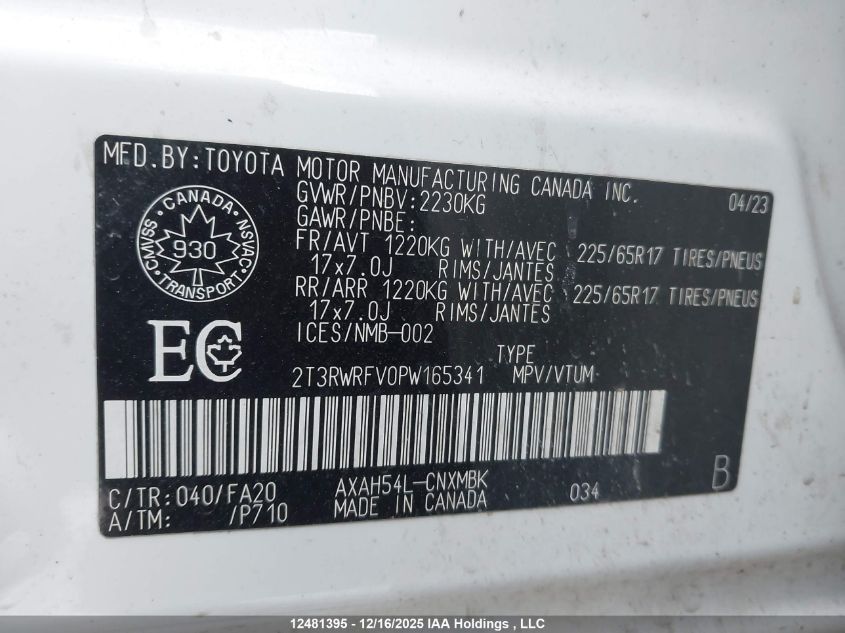 MFD.BY:TOYOTA MOTOR MANUFACTURING CANADA INC. 04/23
GVWR/PNBV:2230KG
GAWR/PNBE:
FR/AVT 1220KG WITH/AVEC 225/65R17 TIRES/PNEUS
17x7.0J RIMS/JANTES
RR/ARR 1220KG WITH/AVEC 225/65R17 TIRES/PNEUS
17x7.0J RIMS/JANTES
ICES/NMB-002
CANADA
CMVSS 930 NSVAC
TRANSPORT
EC
TYPE
2T3RWRFV0PW165341 MPV/VTUM
C/TR:040/FA20 AXAH54L-CNXMBK 034 B
A/TM: /P710 MADE IN CANADA
12481395 - 12/16/2025 IAA Holdings , LLC